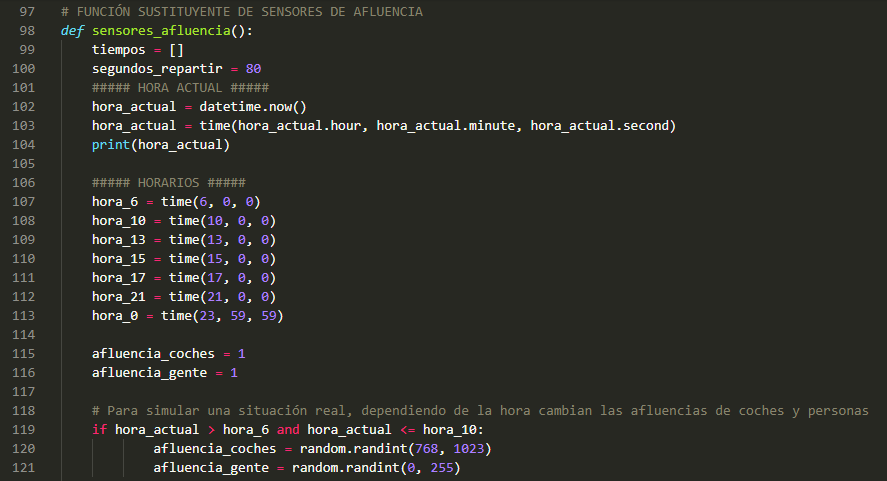 97 # FUNCIÓN SUSTITUYENTE DE SENSORES DE AFLUENCIA
98 def sensores_afluencia():
99     tiempos = []
100     segundos_repartir = 80
101     ##### HORA ACTUAL #####
102     hora_actual = datetime.now()
103     hora_actual = time(hora_actual.hour, hora_actual.minute, hora_actual.second)
104     print(hora_actual)
105
106     ##### HORARIOS #####
107     hora_6 = time(6, 0, 0)
108     hora_10 = time(10, 0, 0)
109     hora_13 = time(13, 0, 0)
110     hora_15 = time(15, 0, 0)
111     hora_17 = time(17, 0, 0)
112     hora_21 = time(21, 0, 0)
113     hora_0 = time(23, 59, 59)
114
115     afluencia_coches = 1
116     afluencia_gente = 1
117
118     # Para simular una situación real, dependiendo de la hora cambian las afluencias de coches y personas
119     if hora_actual > hora_6 and hora_actual <= hora_10:
120             afluencia_coches = random.randint(768, 1023)
121             afluencia_gente = random.randint(0, 255)